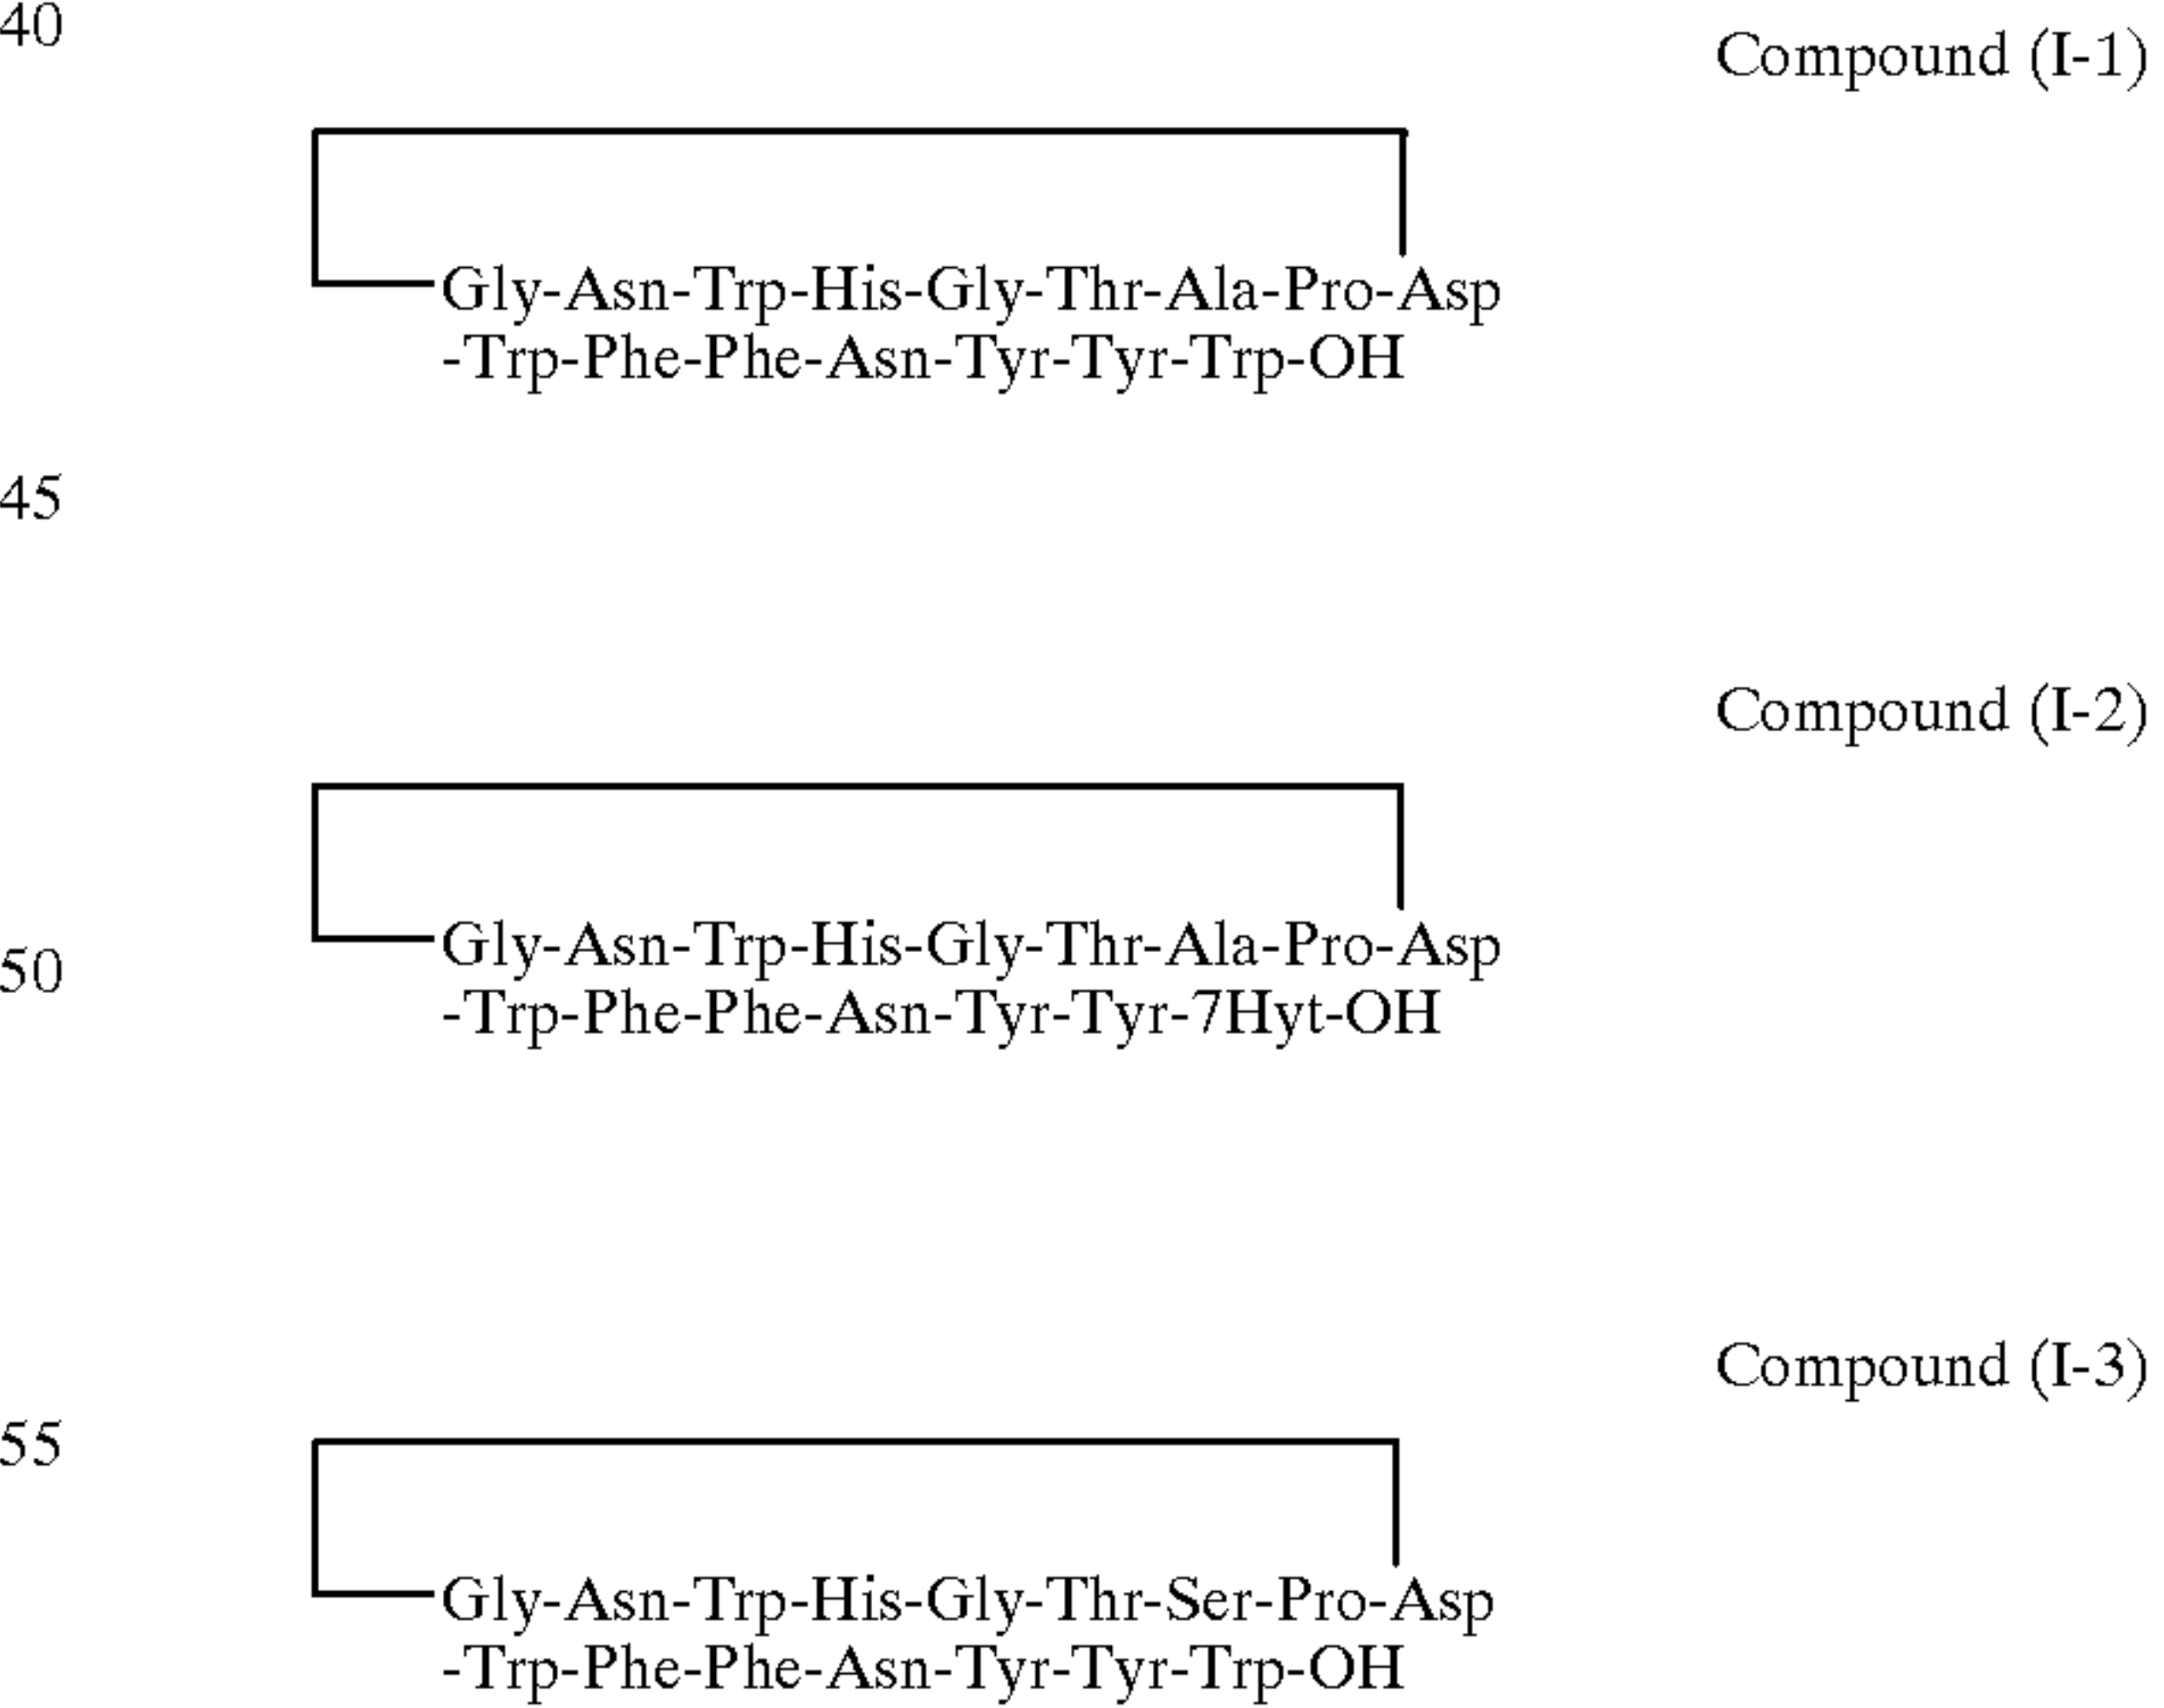 40
Compound (I-1)
Gly-Asn-Trp-His-Gly-Thr-Ala-Pro-Asp
-Trp-Phe-Phe-Asn-Tyr-Tyr-Trp-OH
45
Compound (I-2)
50
Gly-Asn-Trp-His-Gly-Thr-Ala-Pro-Asp
-Trp-Phe-Phe-Asn-Tyr-Tyr-7Hyt-OH
Compound (I-3)
55
Gly-Asn-Trp-His-Gly-Thr-Ser-Pro-Asp
-Trp-Phe-Phe-Asn-Tyr-Tyr-Trp-OH